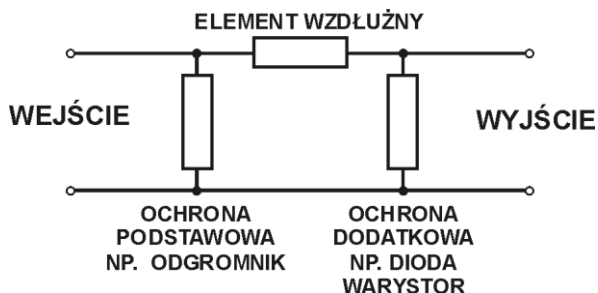 ELEMENT WZDŁUŻNY
WEJŚCIE
WYJŚCIE
OCHRONA
PODSTAWOWA
NP. ODGROMNIK
OCHRONA
DODATKOWA
NP. DIODA
WARYSTOR